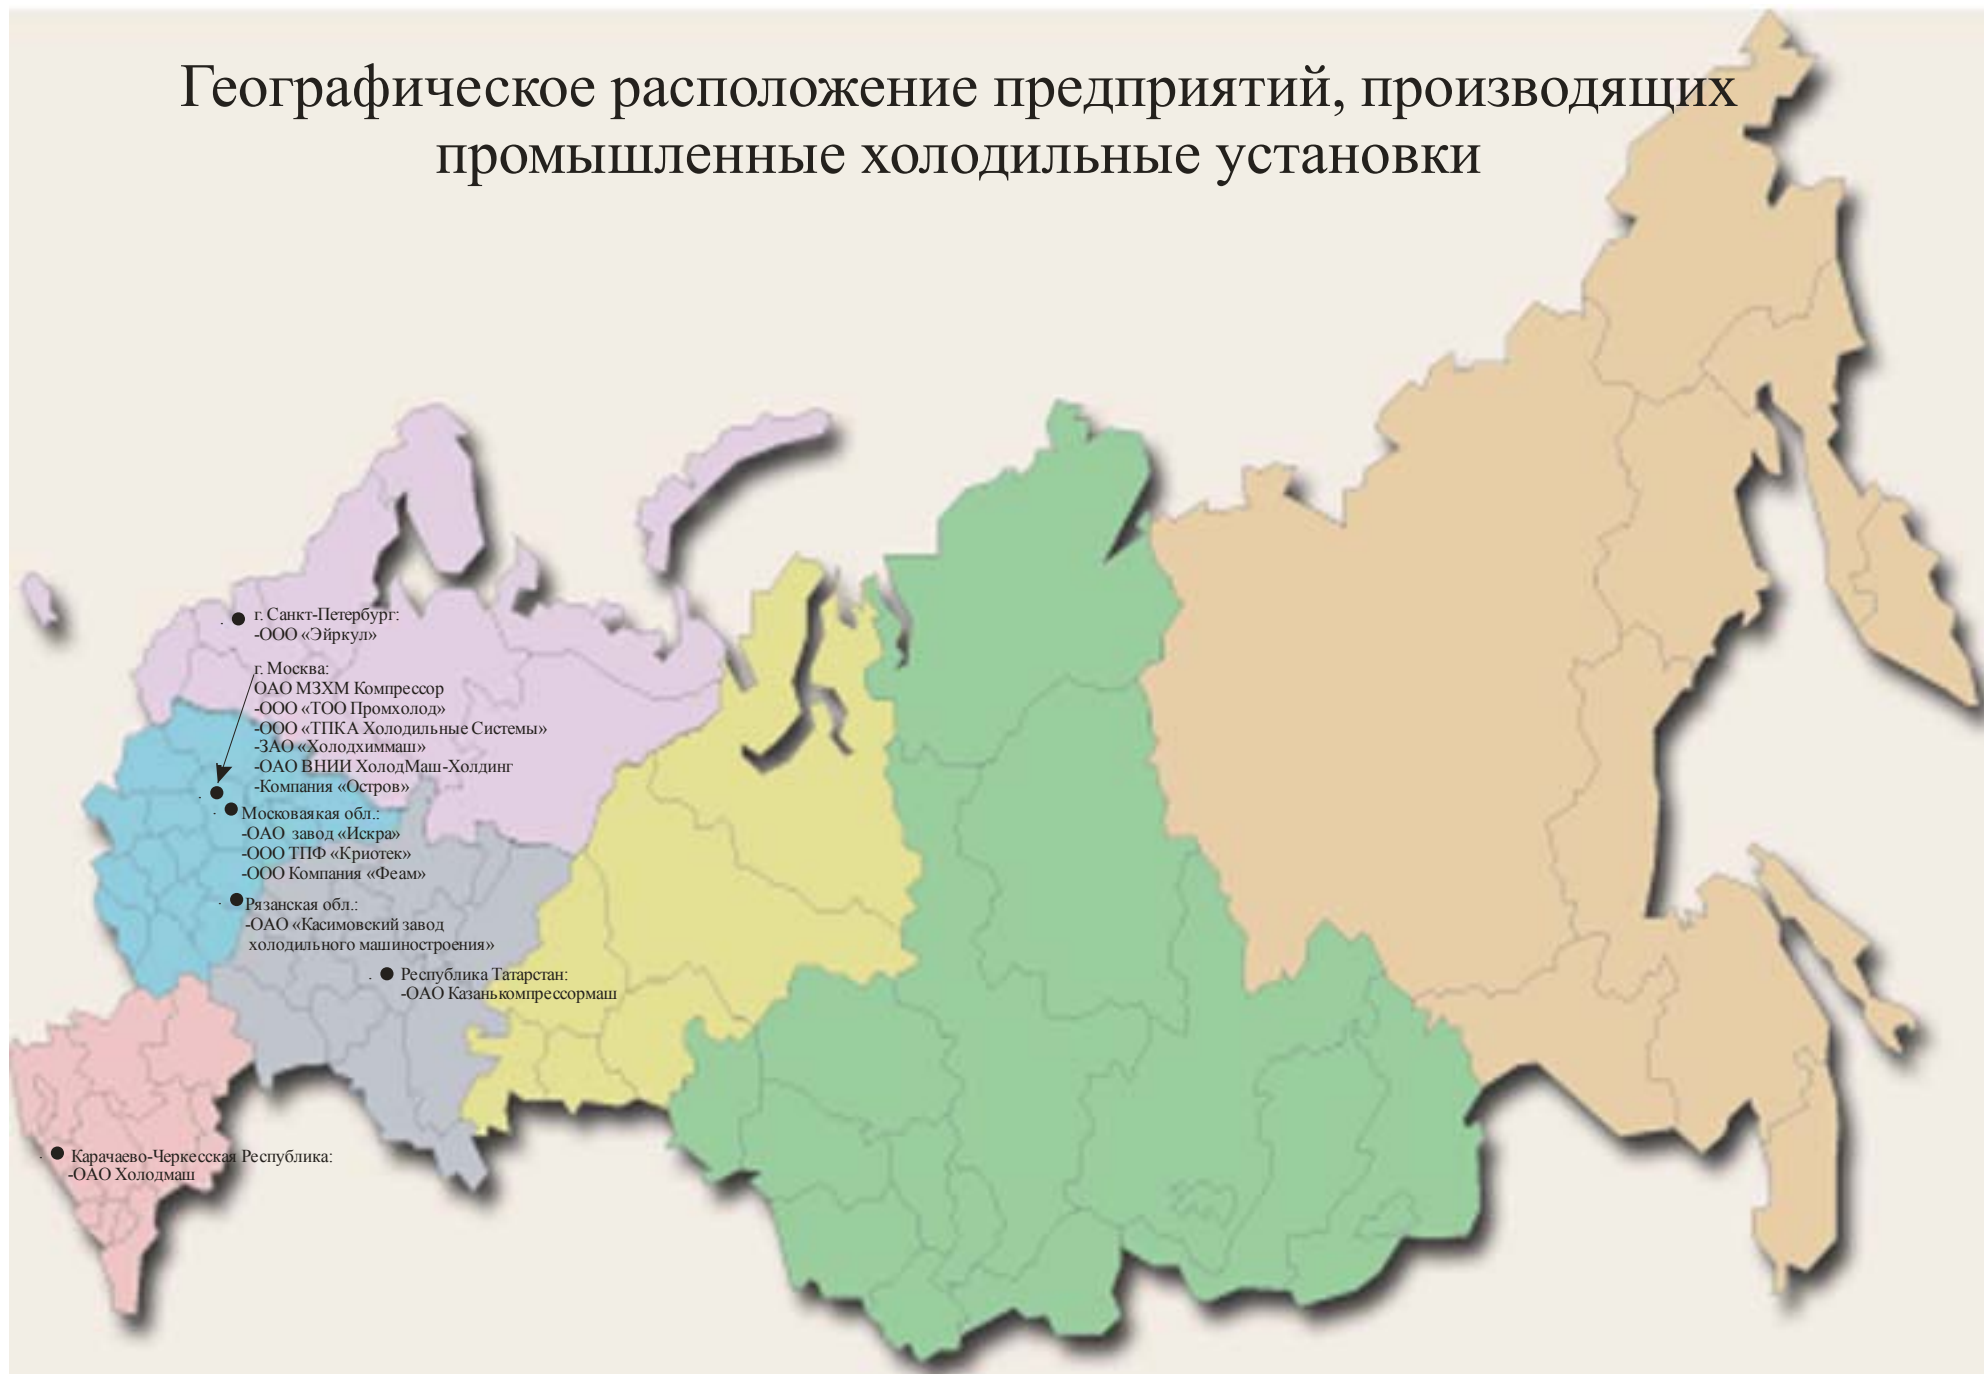 Географическое расположение предприятий, производящих
промышленные холодильные установки
г. Санкт-Петербург:
-ООО «Эйркул»
г. Москва:
ОАО МЗХМ Компрессор
-ООО «ТОО Промхолод»
-ООО «ТПКА Холодильные Системы»
-ЗАО «Холодхиммаш»
-ОАО ВНИИ ХолодМаш-Холдинг
-Компания «Остров»
Московаякая обл.:
-ОАО завод «Искра»
-ООО ТПФ «Криотек»
-ООО Компания «Феам»
Рязанская обл.:
-ОАО «Касимовский завод
холодильного машиностроения»
Республика Татарстан:
-ОАО Казанькомпрессормаш
Карачаево-Черкесская Республика:
-ОАО Холодмаш